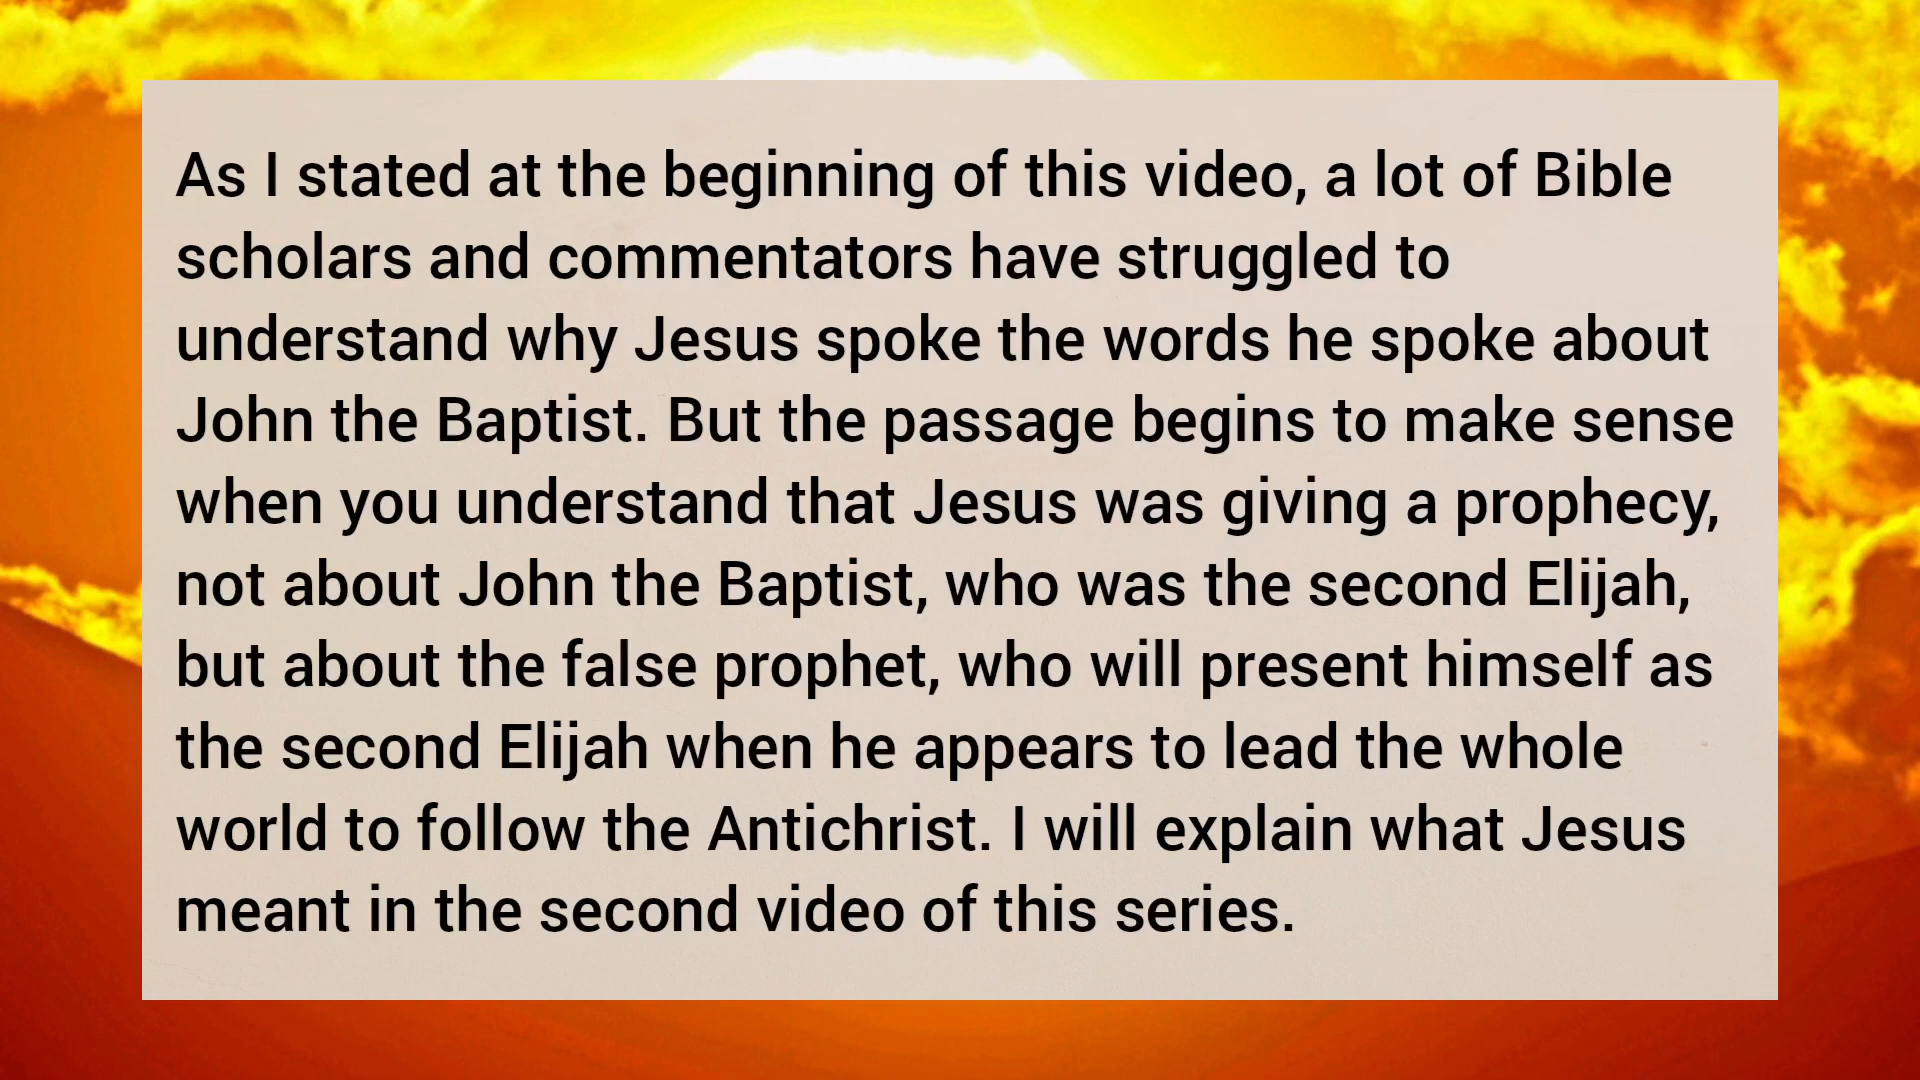 As I stated at the beginning of this video, a lot of Bible
scholars and commentators have struggled to
understand why Jesus spoke the words he spoke about
John the Baptist. But the passage begins to make sense
when you understand that Jesus was giving a prophecy,
not about John the Baptist, who was the second Elijah,
but about the false prophet, who will present himself as
the second Elijah when he appears to lead the whole
world to follow the Antichrist. I will explain what Jesus
meant in the second video of this series.